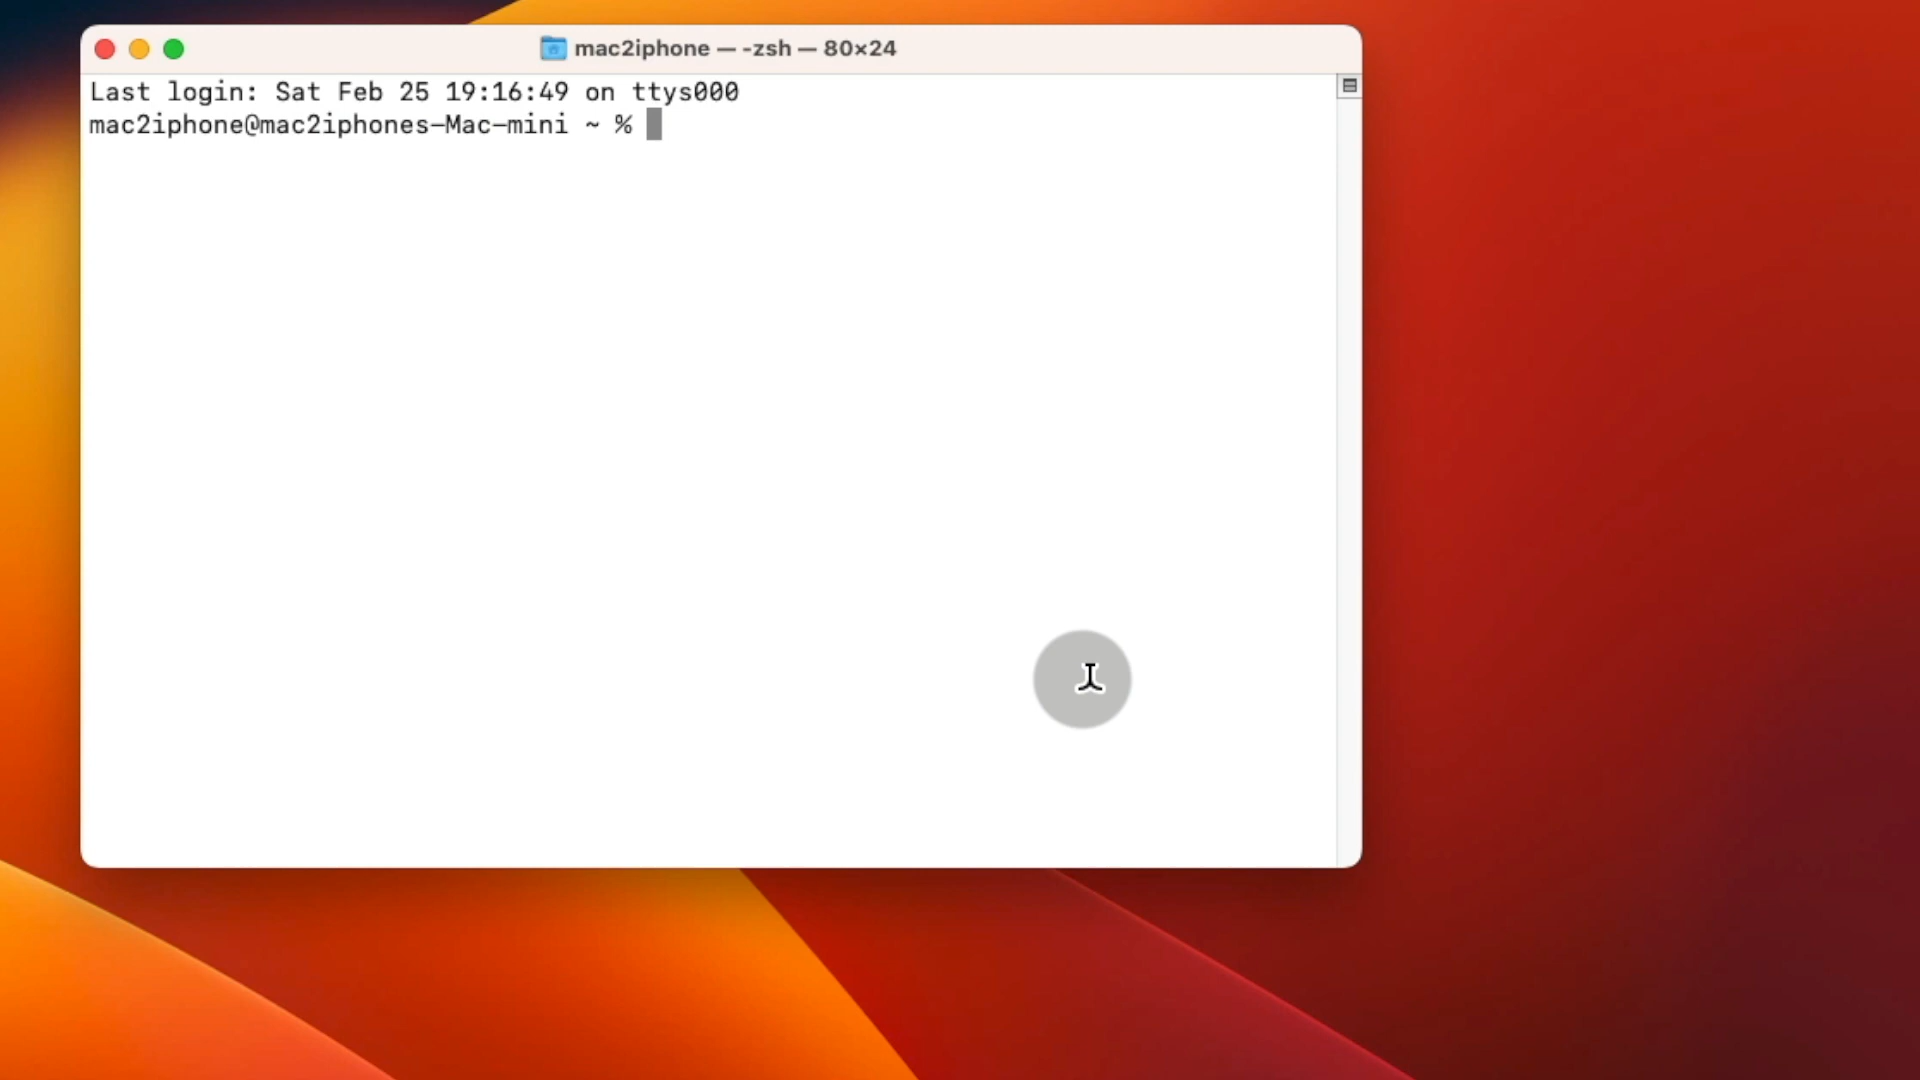 mac2iphone — -zsh — 80×24
Last login: Sat Feb 25 19:16:49 on ttys000
mac2iphone@mac2iphones-Mac-mini ~ %